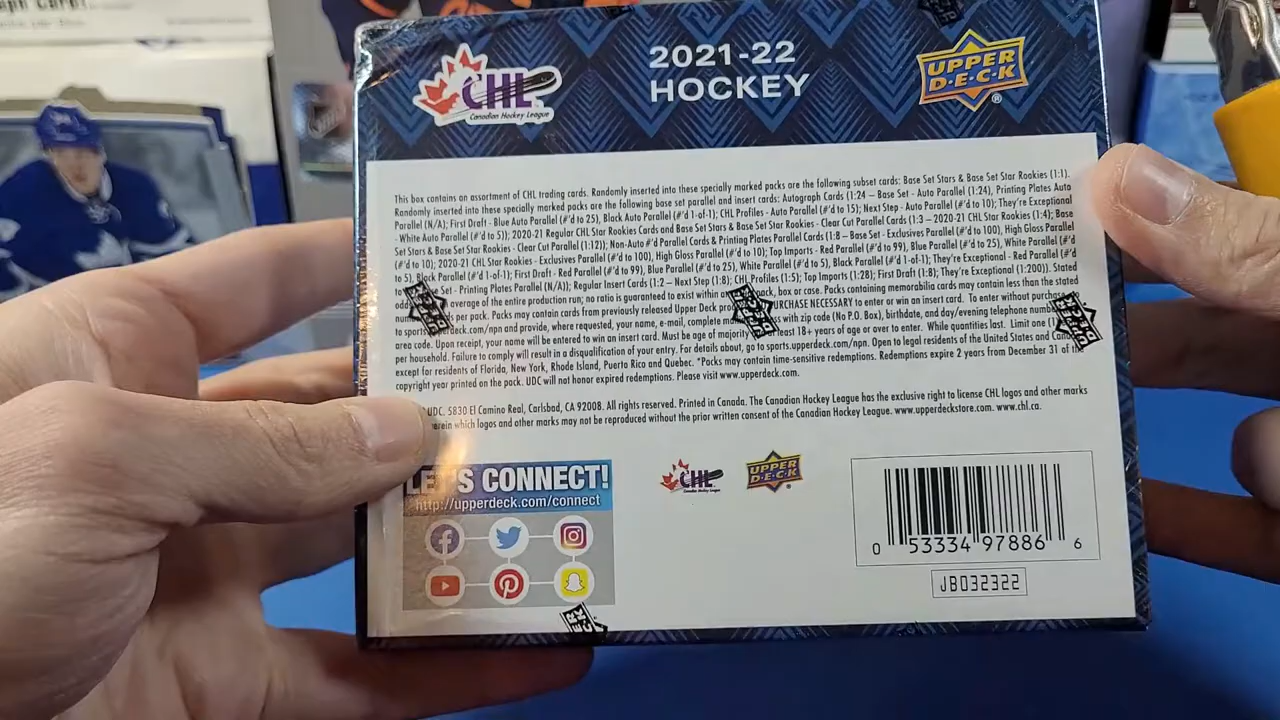 CHL
Canadian Hockey League
2021-22
HOCKEY
UPPER
D·E·C·K
®
This box contains an assortment of CHL trading cards. Randomly inserted into these specially marked packs are the following subset cards: Base Set Stars & Base Set Star Rookies (1:1).
Randomly inserted into these specially marked packs are the following base set parallel and insert cards: Autograph Cards (1:24 – Base Set - Auto Parallel (1:24), Printing Plates Auto
Parallel (N/A); First Draft - Blue Auto Parallel (#'d to 25), Black Auto Parallel (#'d 1-of-1); CHL Profiles - Auto Parallel (#'d to 15); Next Step - Auto Parallel (#'d to 10); They're Exceptional
- White Auto Parallel (#'d to 5)); 2020-21 Regular CHL Star Rookies Cards and Base Set Stars & Base Set Star Rookies - Clear Cut Parallel Cards (1:3 – 2020-21 CHL Star Rookies (1:4); Base
Set Stars & Base Set Star Rookies - Clear Cut Parallel (1:12)); Non-Auto #'d Parallel Cards & Printing Plates Parallel Cards (1:8 – Base Set - Exclusives Parallel (#'d to 100), High Gloss Parallel
(#'d to 10); 2020-21 CHL Star Rookies - Exclusives Parallel (#'d to 100), High Gloss Parallel (#'d to 10); Top Imports - Red Parallel (#'d to 99), Blue Parallel (#'d to 25), White Parallel (#'d
to 5), Black Parallel (#'d 1-of-1); First Draft - Red Parallel (#'d to 99), Blue Parallel (#'d to 25), White Parallel (#'d to 5), Black Parallel (#'d 1-of-1); They're Exceptional - Red Parallel (#'d
to Set - Printing Plates Parallel (N/A)); Regular Insert Cards (1:2 – Next Step (1:8); CHL Profiles (1:5); Top Imports (1:28); First Draft (1:8); They're Exceptional (1:200)). Stated
average of the entire production run; no ratio is guaranteed to exist within pack, box or case. Packs containing memorabilia cards may contain less than the stated
per pack. Packs may contain cards from previously released Upper Deck PURCHASE NECESSARY to enter or win an insert card. To enter without purchase
to deck.com/npn and provide, where requested, your name, e-mail, complete with zip code (No P.O. Box), birthdate, and day/evening telephone
area code. Upon receipt, your name will be entered to win an insert card. Must be age of majority least 18+ years of age or over to enter. While quantities last. Limit one
per household. Failure to comply will result in a disqualification of your entry. For details, go to sports.upperdeck.com/npn. Open to legal residents of the United States and
except for residents of Florida, New York, Rhode Island, Puerto Rico and Quebec. *Packs may contain time-sensitive redemptions. Redemptions expire 2 years from December 31 of the
copyright year printed on the pack. UDC will not honor expired redemptions. Please visit www.upperdeck.com.
UDC. 5830 El Camino Real, Carlsbad, CA 92008. All rights reserved. Printed in Canada. The Canadian Hockey League has the exclusive right to license CHL logos and other marks
herein which logos and other marks may not be reproduced without the prior written consent of the Canadian Hockey League. www.upperdeckstore.com. www.chl.ca.
LET'S CONNECT!
http://upperdeck.com/connect
CHL
UPPER
D·E·C·K
0 53334 97886 6
JB032322